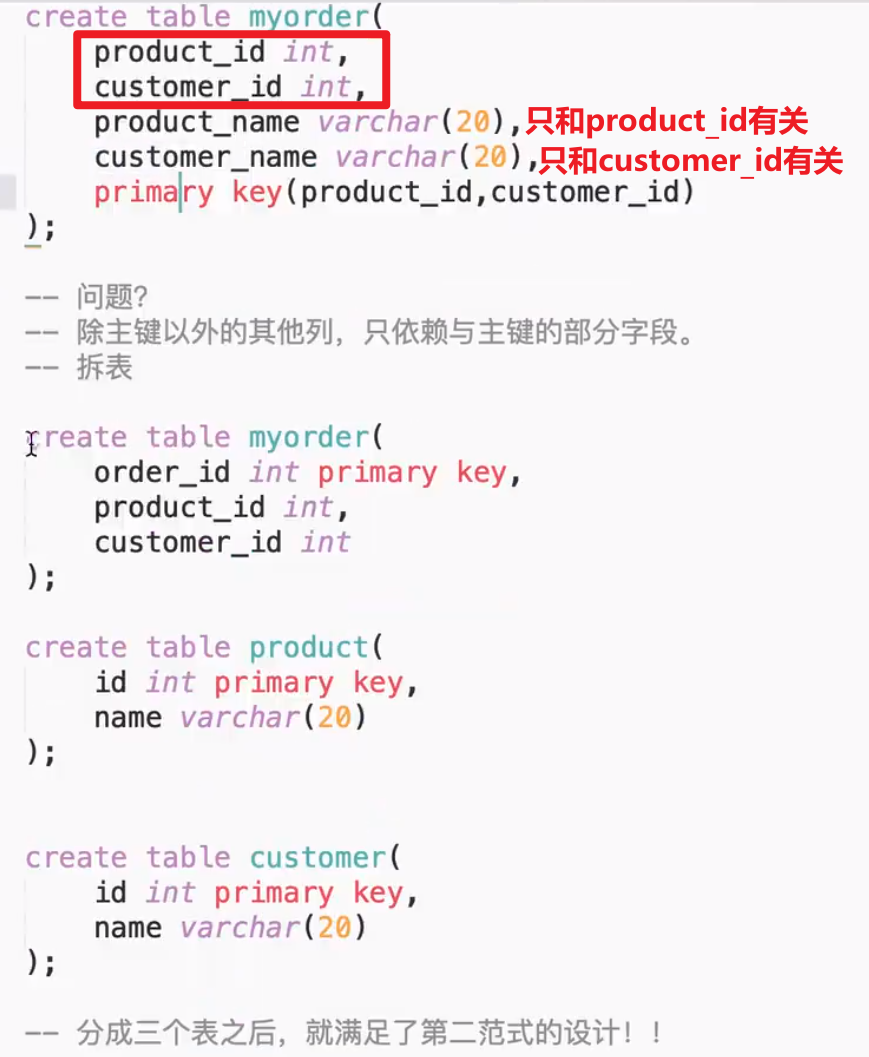 create table myorder(
product_id int,
customer_id int,
product_name varchar(20),只和product_id有关
customer_name varchar(20),只和customer_id有关
primary key(product_id,customer_id)
);
-- 问题?
-- 除主键以外的其他列，只依赖与主键的部分字段。
-- 拆表
create table myorder(
order_id int primary key,
product_id int,
customer_id int
);
create table product(
id int primary key,
name varchar(20)
);
create table customer(
id int primary key,
name varchar(20)
);
-- 分成三个表之后，就满足了第二范式的设计！！